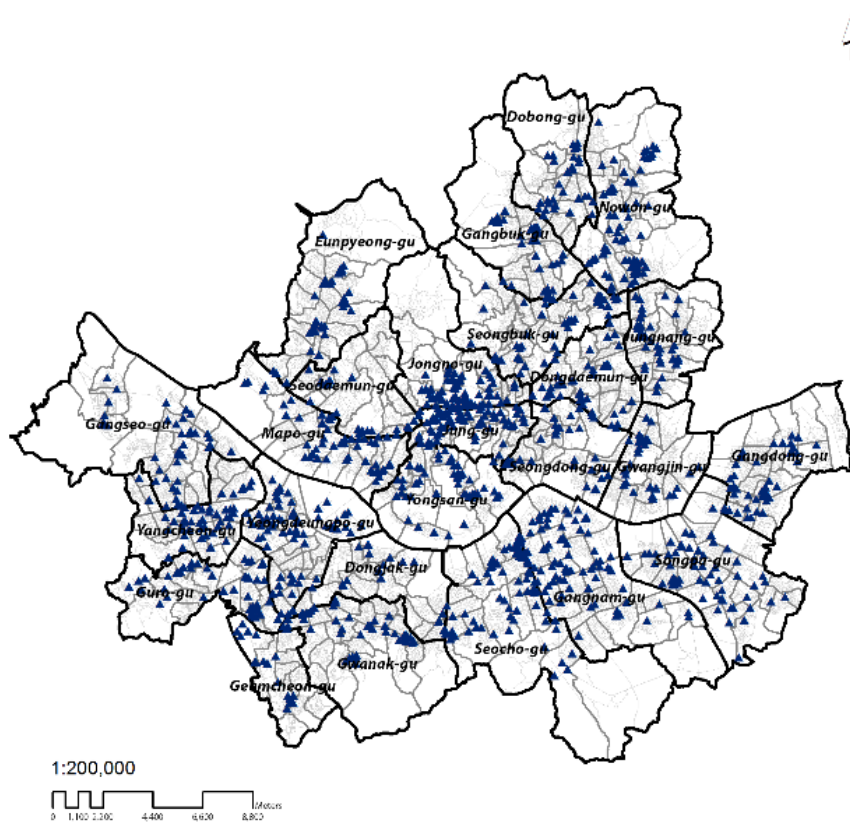 Dobong-gu
Nowon-gu
Gangbuk-gu
Eunpyeong-gu
Seongbuk-gu
Jungnang-gu
Jongno-gu
Dongdaemun-gu
Seodaemun-gu
Gangseo-gu
Mapo-gu
Jung-gu
Gangdong-gu
Seongdong-gu
Gwangjin-gu
Yongsan-gu
Yangcheon-gu
Yeongdeungpo-gu
Songpa-gu
Dongjak-gu
Guro-gu
Gangnam-gu
Seocho-gu
Gwanak-gu
Geumcheon-gu
1:200,000
Meters
0 1,100 2,200 4,400 6,600 8,800